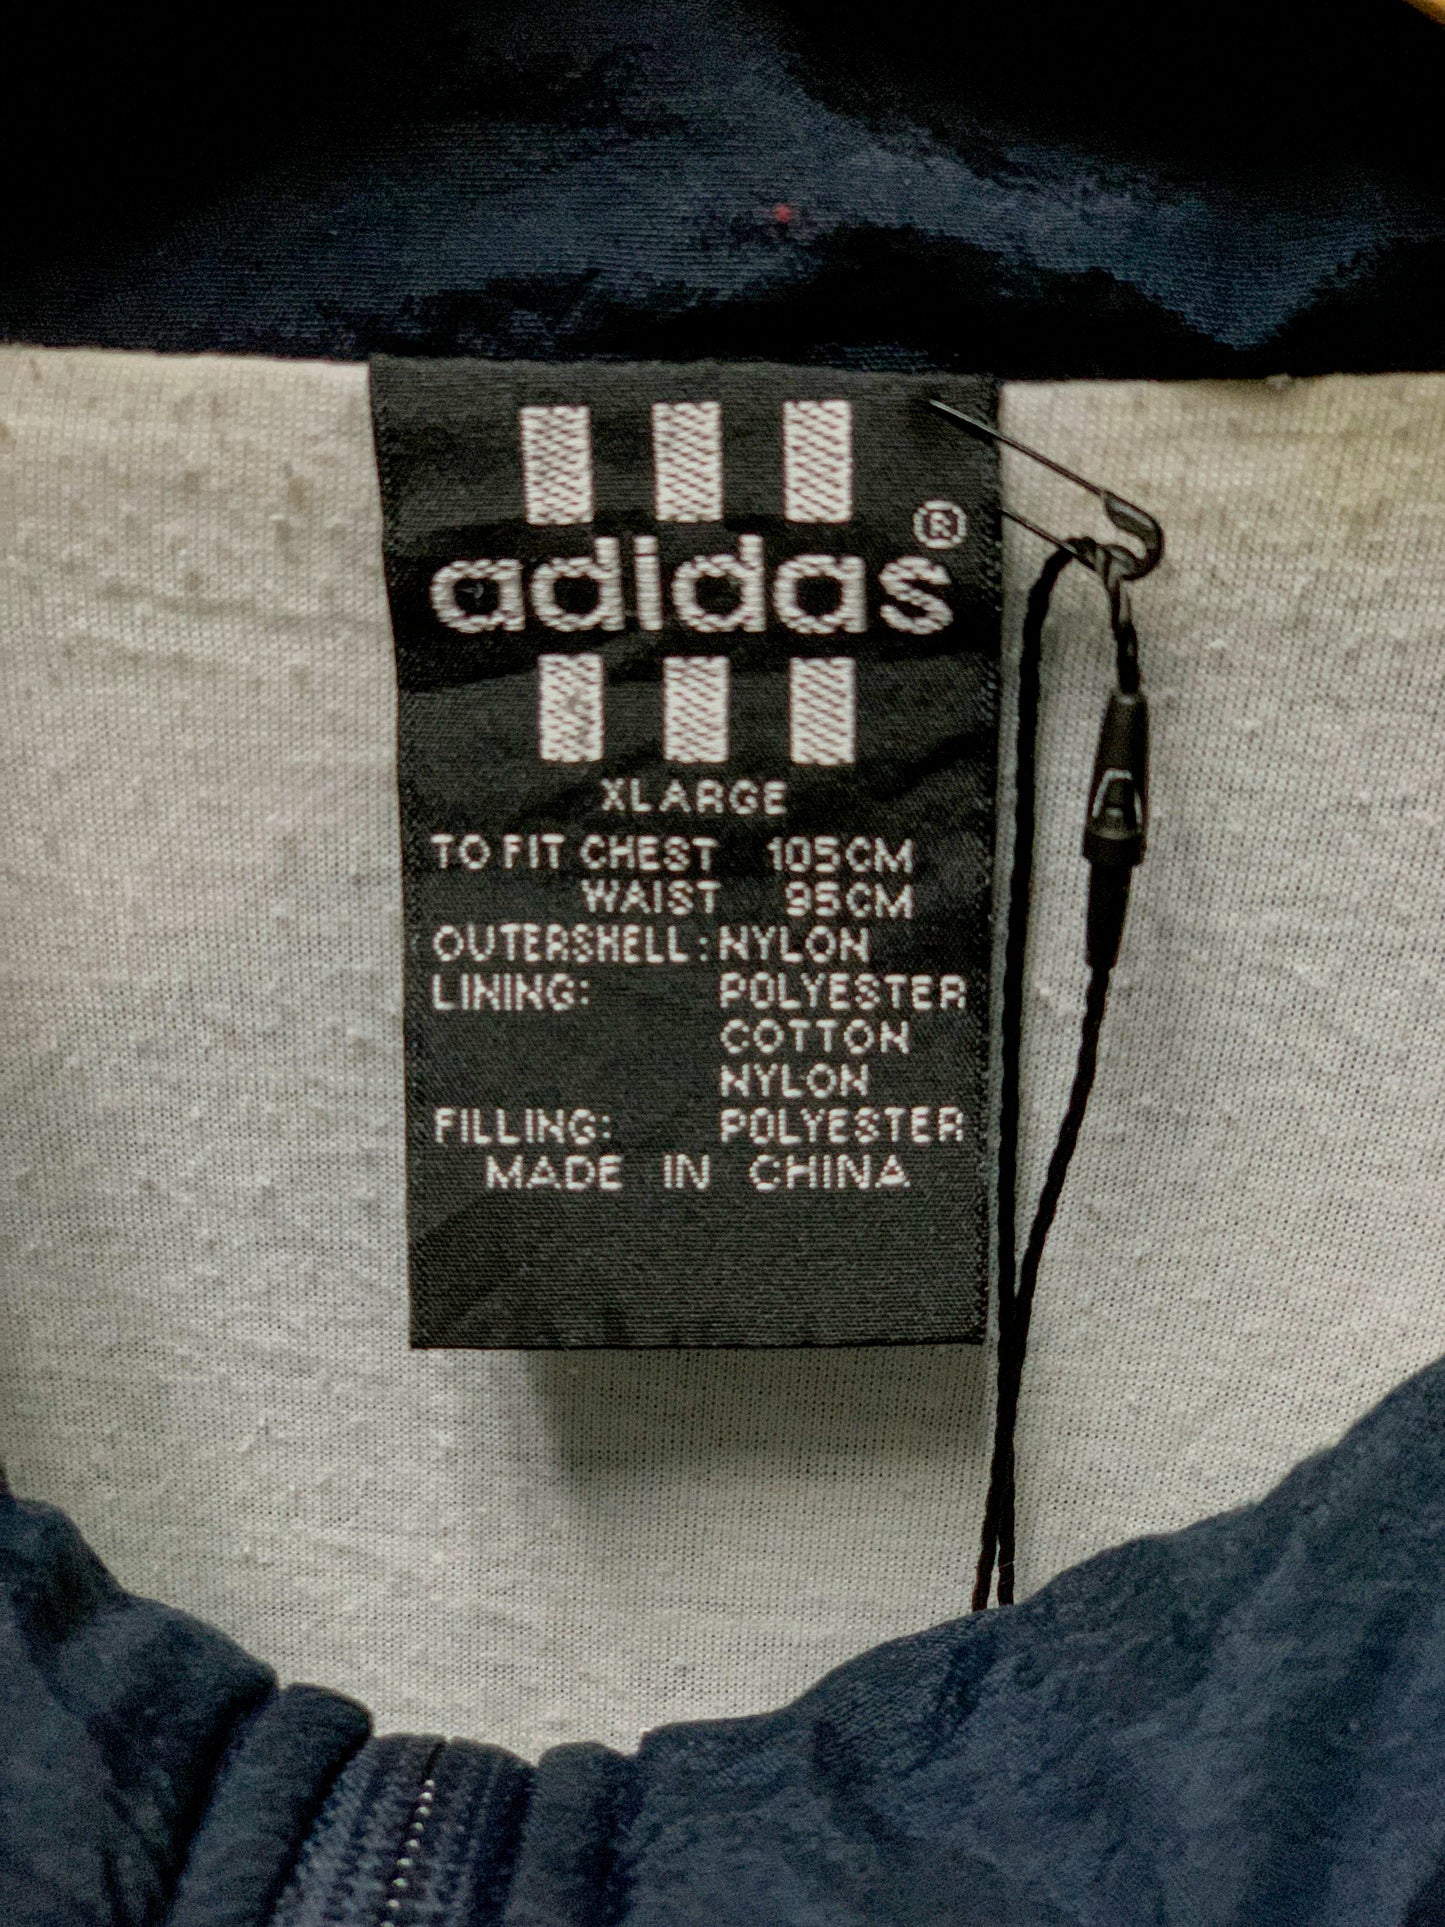 adidas®
XLARGE
TO FIT CHEST 105CM
WAIST 95CM
OUTERSHELL: NYLON
LINING: POLYESTER
COTTON
NYLON
FILLING: POLYESTER
MADE IN CHINA